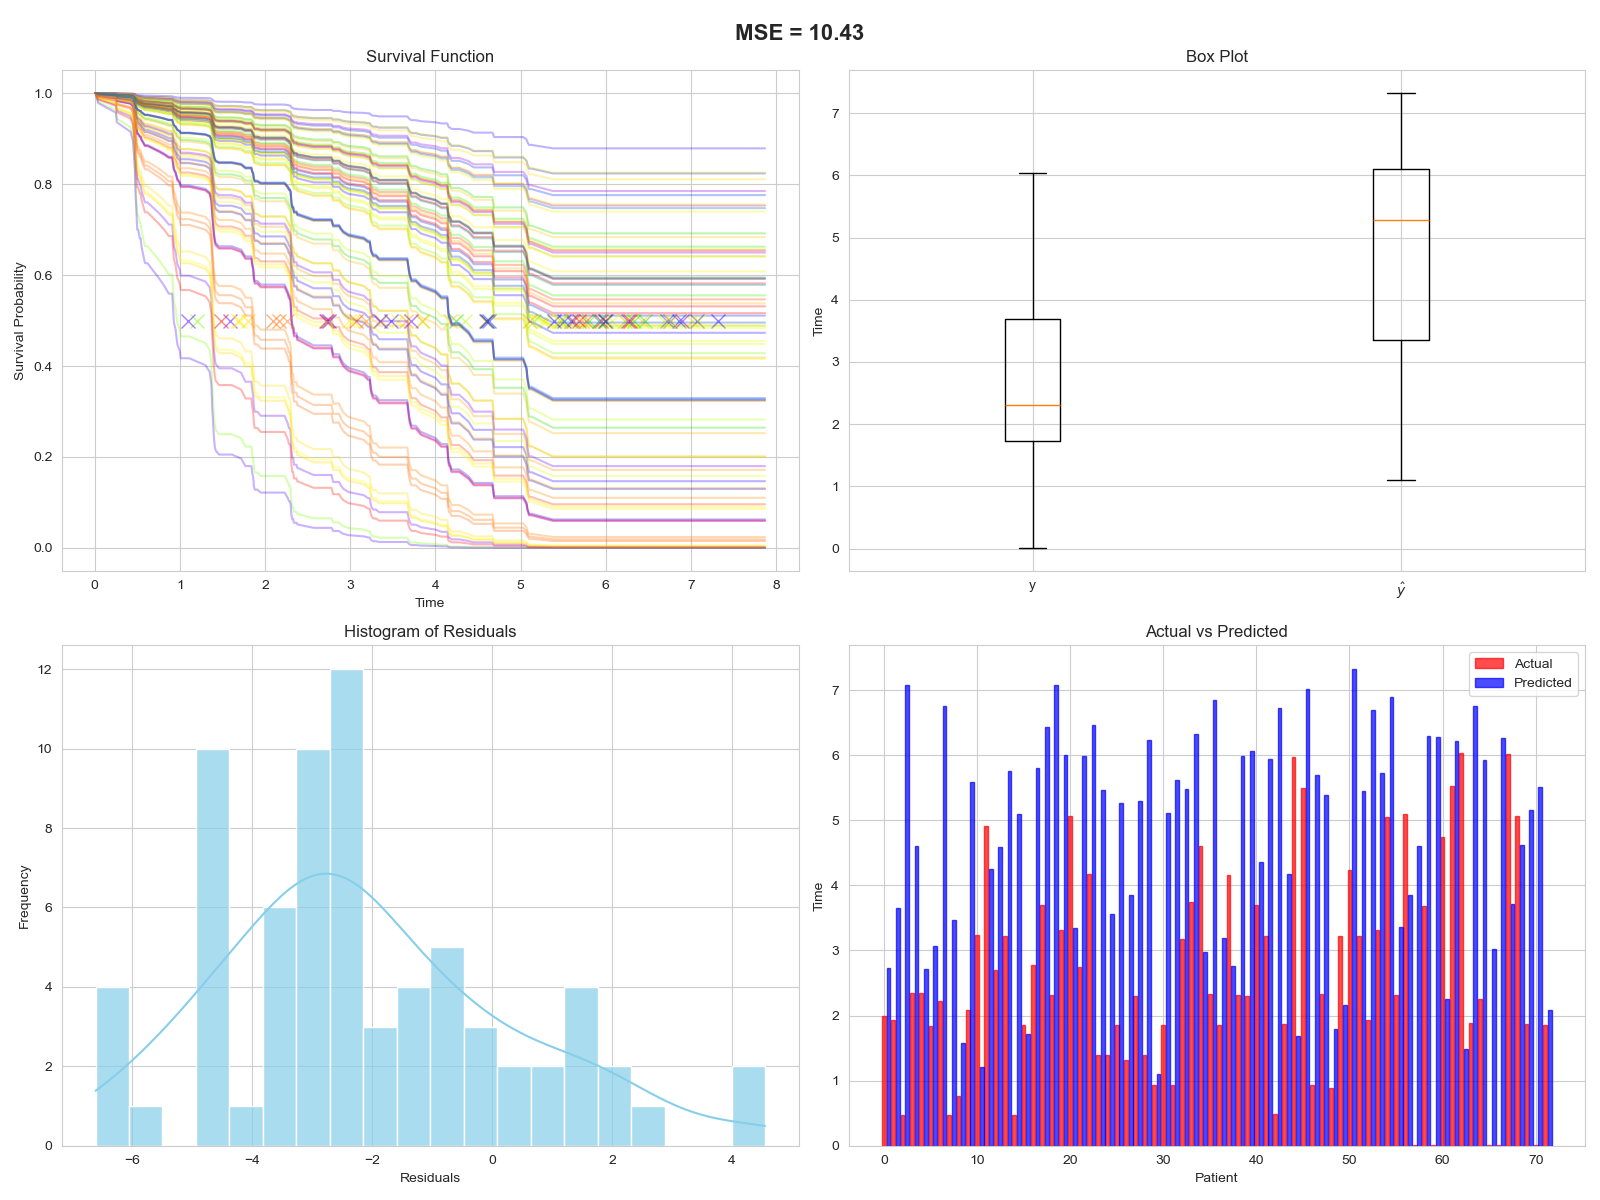 MSE = 10.43
Survival Function
1.0
0.8
0.6
0.4
0.2
0.0
Survival Probability
0 1 2 3 4 5 6 7 8
Time
Box Plot
7
6
5
4
3
2
1
0
Time
y ŷ
Histogram of Residuals
12
10
8
6
4
2
0
Frequency
−6 −4 −2 0 2 4
Residuals
Actual vs Predicted
Actual
Predicted
7
6
5
4
3
2
1
0
Time
0 10 20 30 40 50 60 70
Patient